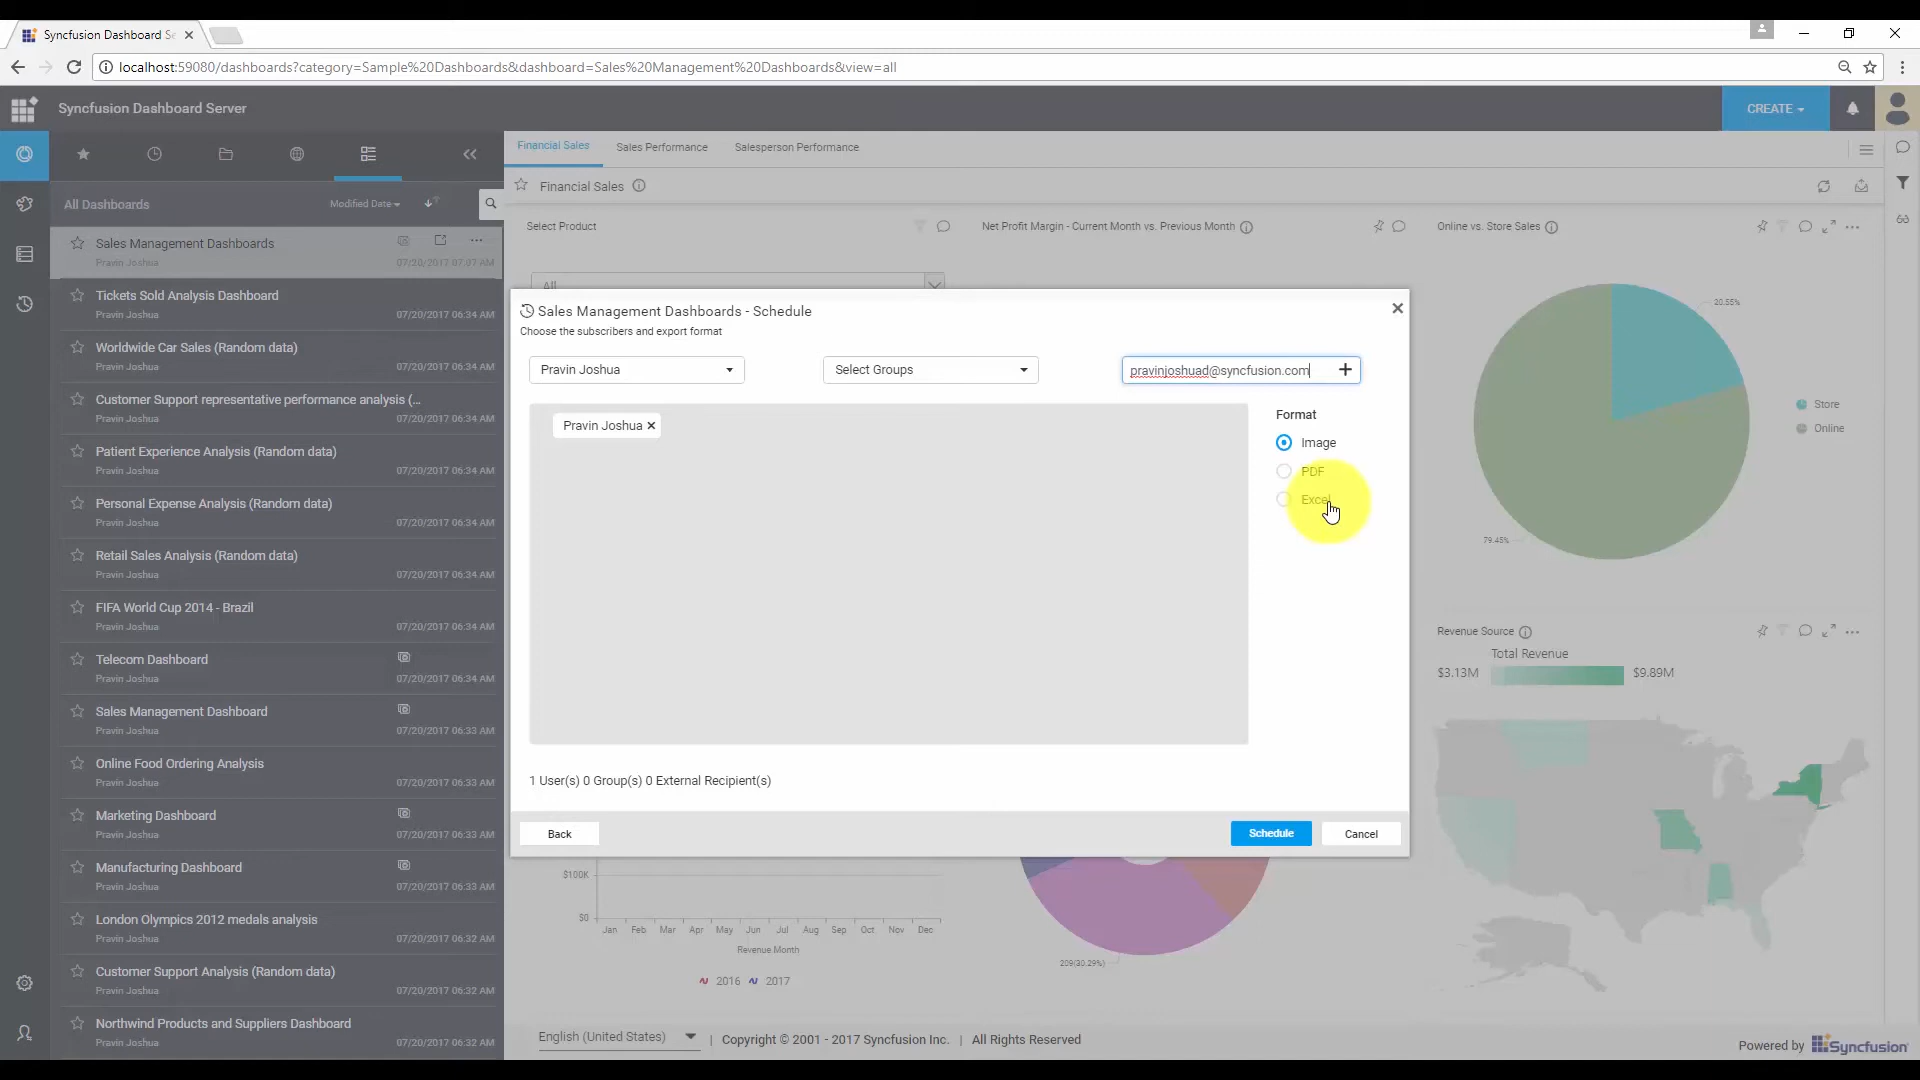 Syncfusion Dashboard Se
localhost:59080/dashboards?category=Sample%20Dashboards&dashboard=Sales%20Management%20Dashboards&view=all
Syncfusion Dashboard Server
CREATE
All Dashboards
Modified Date
Sales Management Dashboards
Pravin Joshua
07/20/2017 07:07 AM
Tickets Sold Analysis Dashboard
Pravin Joshua
07/20/2017 06:34 AM
Worldwide Car Sales (Random data)
Pravin Joshua
07/20/2017 06:34 AM
Customer Support representative performance analysis (...
Pravin Joshua
07/20/2017 06:34 AM
Patient Experience Analysis (Random data)
Pravin Joshua
07/20/2017 06:34 AM
Personal Expense Analysis (Random data)
Pravin Joshua
07/20/2017 06:34 AM
Retail Sales Analysis (Random data)
Pravin Joshua
07/20/2017 06:34 AM
FIFA World Cup 2014 - Brazil
Pravin Joshua
07/20/2017 06:34 AM
Telecom Dashboard
Pravin Joshua
07/20/2017 06:34 AM
Sales Management Dashboard
Pravin Joshua
07/20/2017 06:33 AM
Online Food Ordering Analysis
Pravin Joshua
07/20/2017 06:33 AM
Marketing Dashboard
Pravin Joshua
07/20/2017 06:33 AM
Manufacturing Dashboard
Pravin Joshua
07/20/2017 06:33 AM
London Olympics 2012 medals analysis
Pravin Joshua
07/20/2017 06:32 AM
Customer Support Analysis (Random data)
Pravin Joshua
07/20/2017 06:32 AM
Northwind Products and Suppliers Dashboard
Pravin Joshua
07/20/2017 06:32 AM
Financial Sales
Sales Performance
Salesperson Performance
Financial Sales
Select Product
All
Net Profit Margin - Current Month vs. Previous Month
Online vs. Store Sales
20.55%
79.45%
Store
Online
Sales Management Dashboards - Schedule
Choose the subscribers and export format
Pravin Joshua
Select Groups
pravinjoshuad@syncfusion.com
Pravin Joshua
Format
Image
PDF
Excel
1 User(s) 0 Group(s) 0 External Recipient(s)
Back
Schedule
Cancel
Revenue Source
Total Revenue
$3.13M
$9.89M
$100K
$0
Jan Feb Mar Apr May Jun Jul Aug Sep Oct Nov Dec
Revenue Month
2016 2017
209(30.29%)
English (United States)
| Copyright © 2001 - 2017 Syncfusion Inc. | All Rights Reserved
Powered by Syncfusion